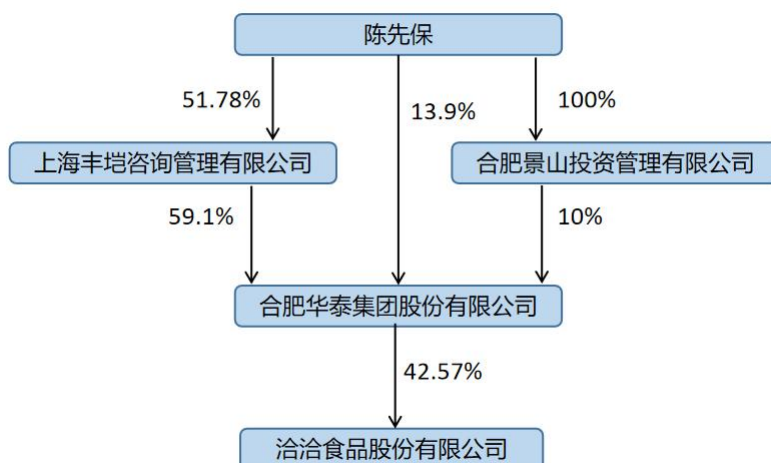 陈先保
51.78%
13.9%
100%
上海丰垲咨询管理有限公司
合肥景山投资管理有限公司
59.1%
10%
合肥华泰集团股份有限公司
42.57%
洽洽食品股份有限公司